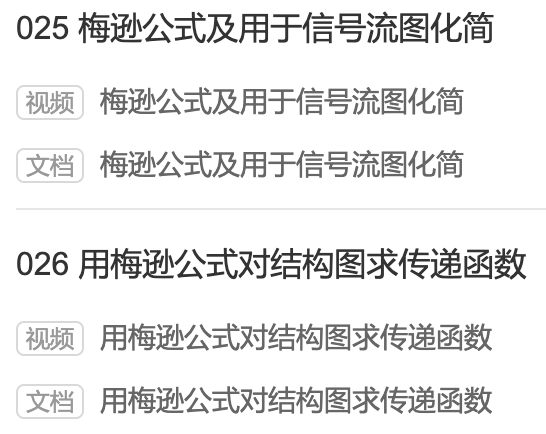 025 梅逊公式及用于信号流图化简
视频 梅逊公式及用于信号流图化简
文档 梅逊公式及用于信号流图化简
026 用梅逊公式对结构图求传递函数
视频 用梅逊公式对结构图求传递函数
文档 用梅逊公式对结构图求传递函数